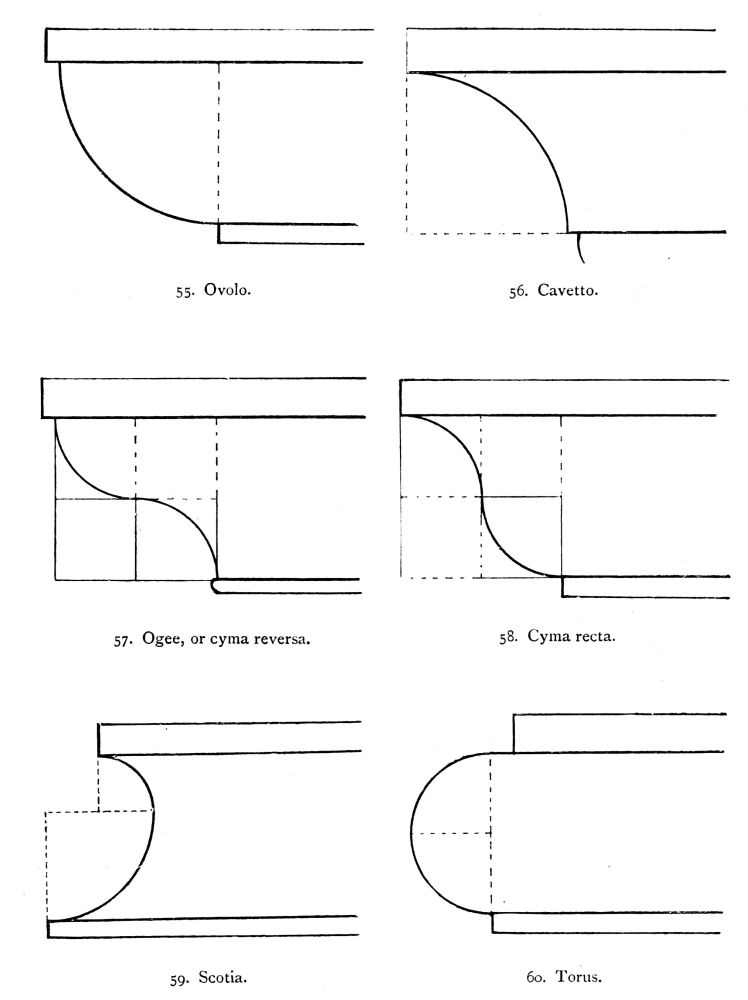 55. Ovolo.
56. Cavetto.
57. Ogee, or cyma reversa.
58. Cyma recta.
59. Scotia.
60. Torus.